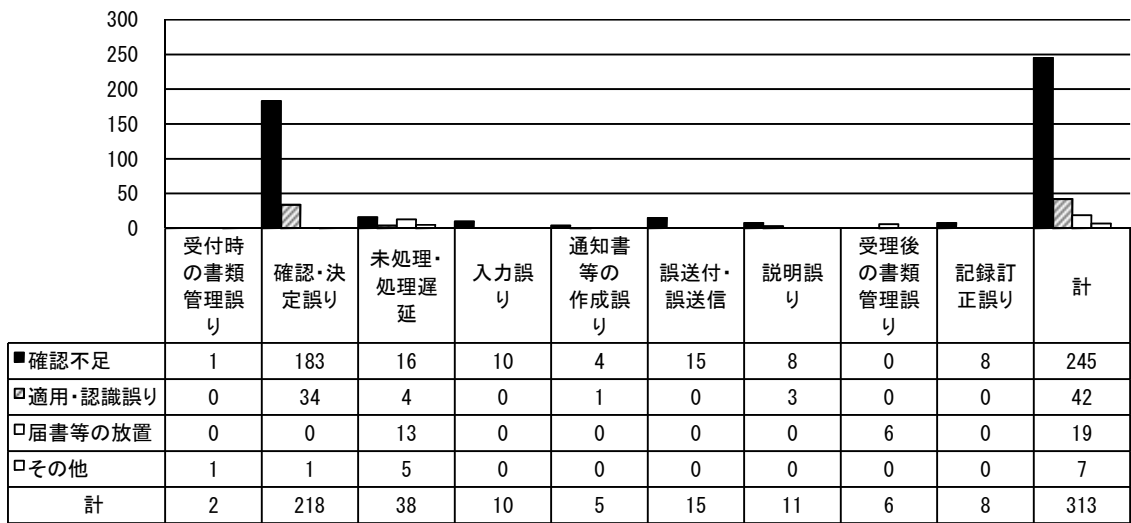 300
250
200
150
100
50
0
受付時
の書類
管理誤
り
確認・決
定誤り
未処理・
処理遅
延
入力誤
り
通知書
等の
作成誤り
誤送付・
誤送信
説明誤
り
受理後
の書類
管理誤
り
記録訂
正誤り
計
確認不足 1 183 16 10 4 15 8 0 8 245
適用・認識誤り 0 34 4 0 1 0 3 0 0 42
届書等の放置 0 0 13 0 0 0 0 6 0 19
その他 1 1 5 0 0 0 0 0 0 7
計 2 218 38 10 5 15 11 6 8 313